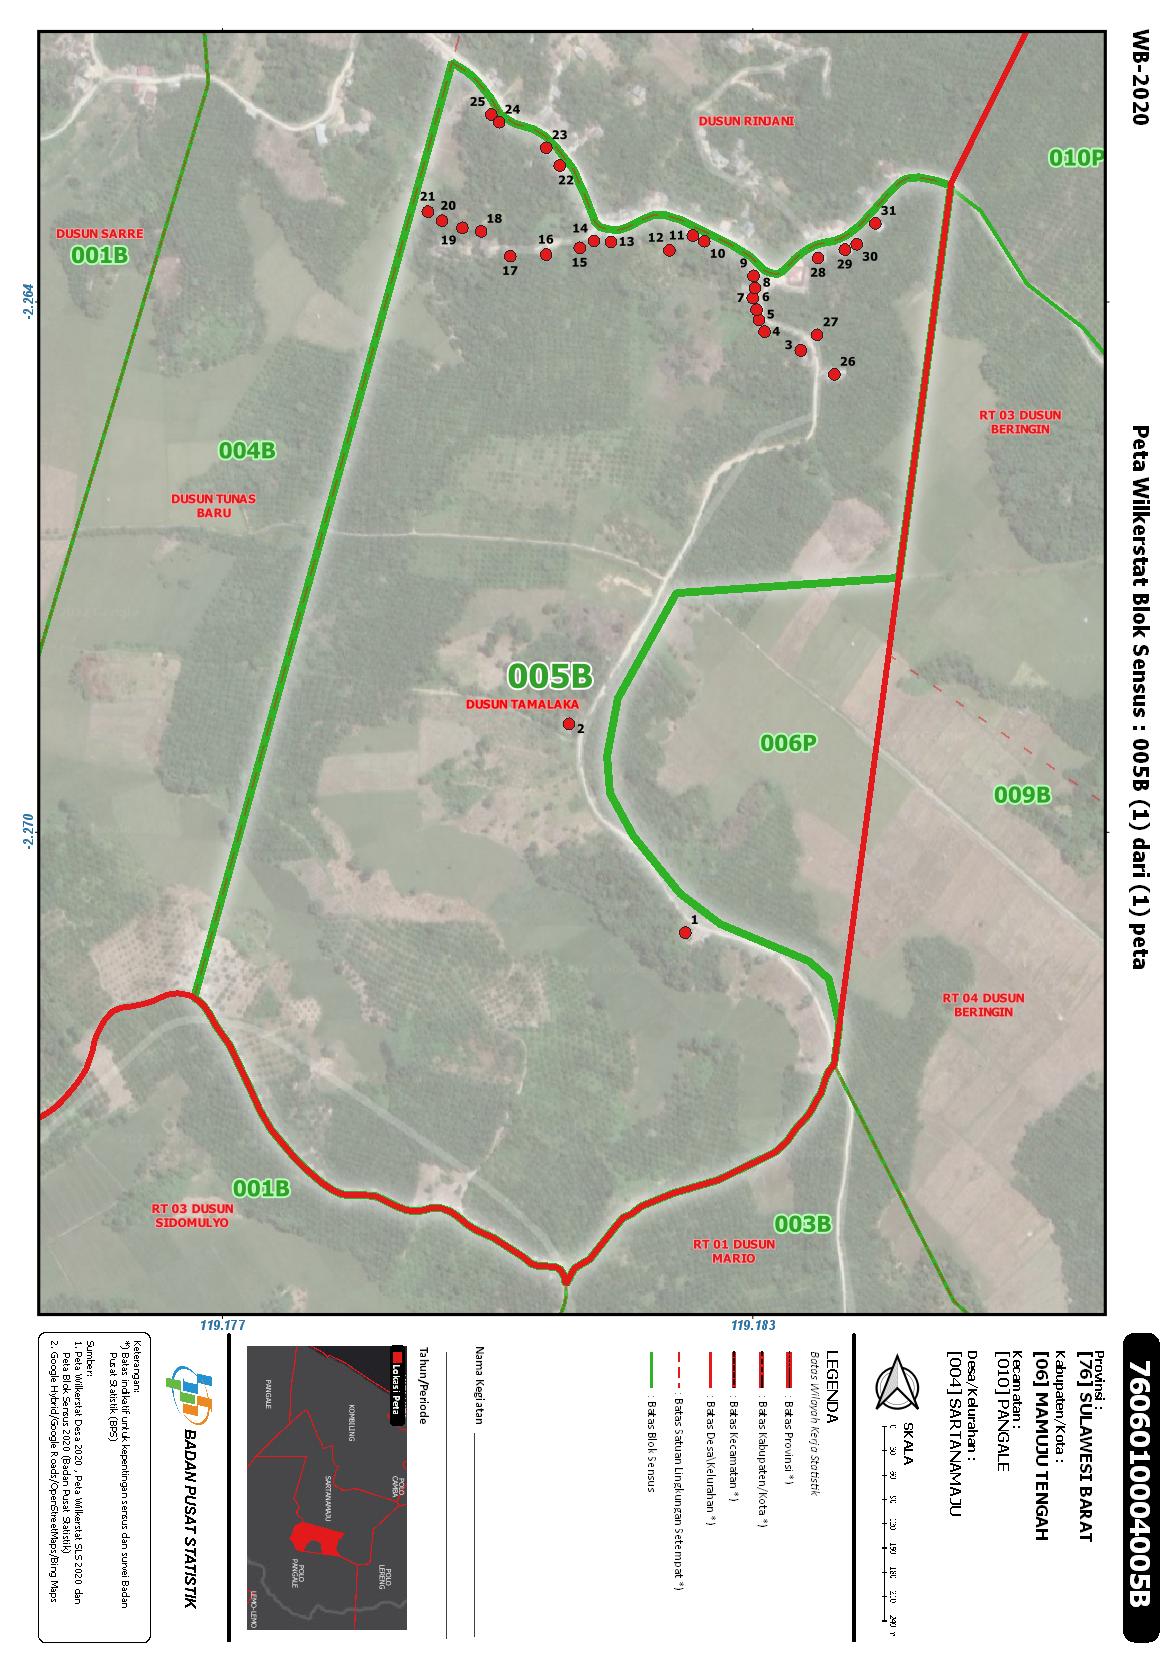 WB-2020
Peta Wilkerstat Blok Sensus : 005B (1) dari (1) peta
7606010004005B
DUSUN RINJANI
010P
DUSUN SARRE
001B
004B
DUSUN TUNAS
BARU
RT 03 DUSUN
BERINGIN
005B
DUSUN TAMALAKA
006P
009B
RT 04 DUSUN
BERINGIN
001B
RT 03 DUSUN
SIDOMULYO
003B
RT 01 DUSUN
MARIO
25
24
23
22
21
20
19
18
17
16
15
14
13
12
11
10
9
8
7
6
5
4
3
31
30
29
28
27
26
2
1
-2.264
-2.270
119.177
119.183
Provinsi :
[76] SULAWESI BARAT
Kabupaten/Kota :
[06] MAMUJU TENGAH
Kecamatan :
[010] PANGALE
Desa/Kelurahan :
[004] SARTANAMAJU
SKALA
0 30 60 90 120 150 180 210 240
LEGENDA
Batas Wilayah Kerja Statistik
: Batas Provinsi *)
: Batas Kabupaten/Kota *)
: Batas Kecamatan *)
: Batas Desa\Kelurahan *)
: Batas Satuan Lingkungan Setempat *)
: Batas Blok Sensus
Nama Kegiatan
Tahun/Periode
Lokasi Peta
PANGALE
KOMBILING
SARTANAMAJU
POLO
CAMBA
POLO
PANGALE
POLO
LERENG
LEMO-LEMO
BADAN PUSAT STATISTIK
Keterangan:
*) Batas indikatif untuk kepentingan sensus dan survei Badan
Pusat Statistik (BPS)
Sumber:
1. Peta Wilkerstat Desa 2020 , Peta Wilkerstat SLS 2020 dan
Peta Blok Sensus 2020 (Badan Pusat Statistik)
2. Google Hybrid/Google Roads/OpenStreetMaps/Bing Maps